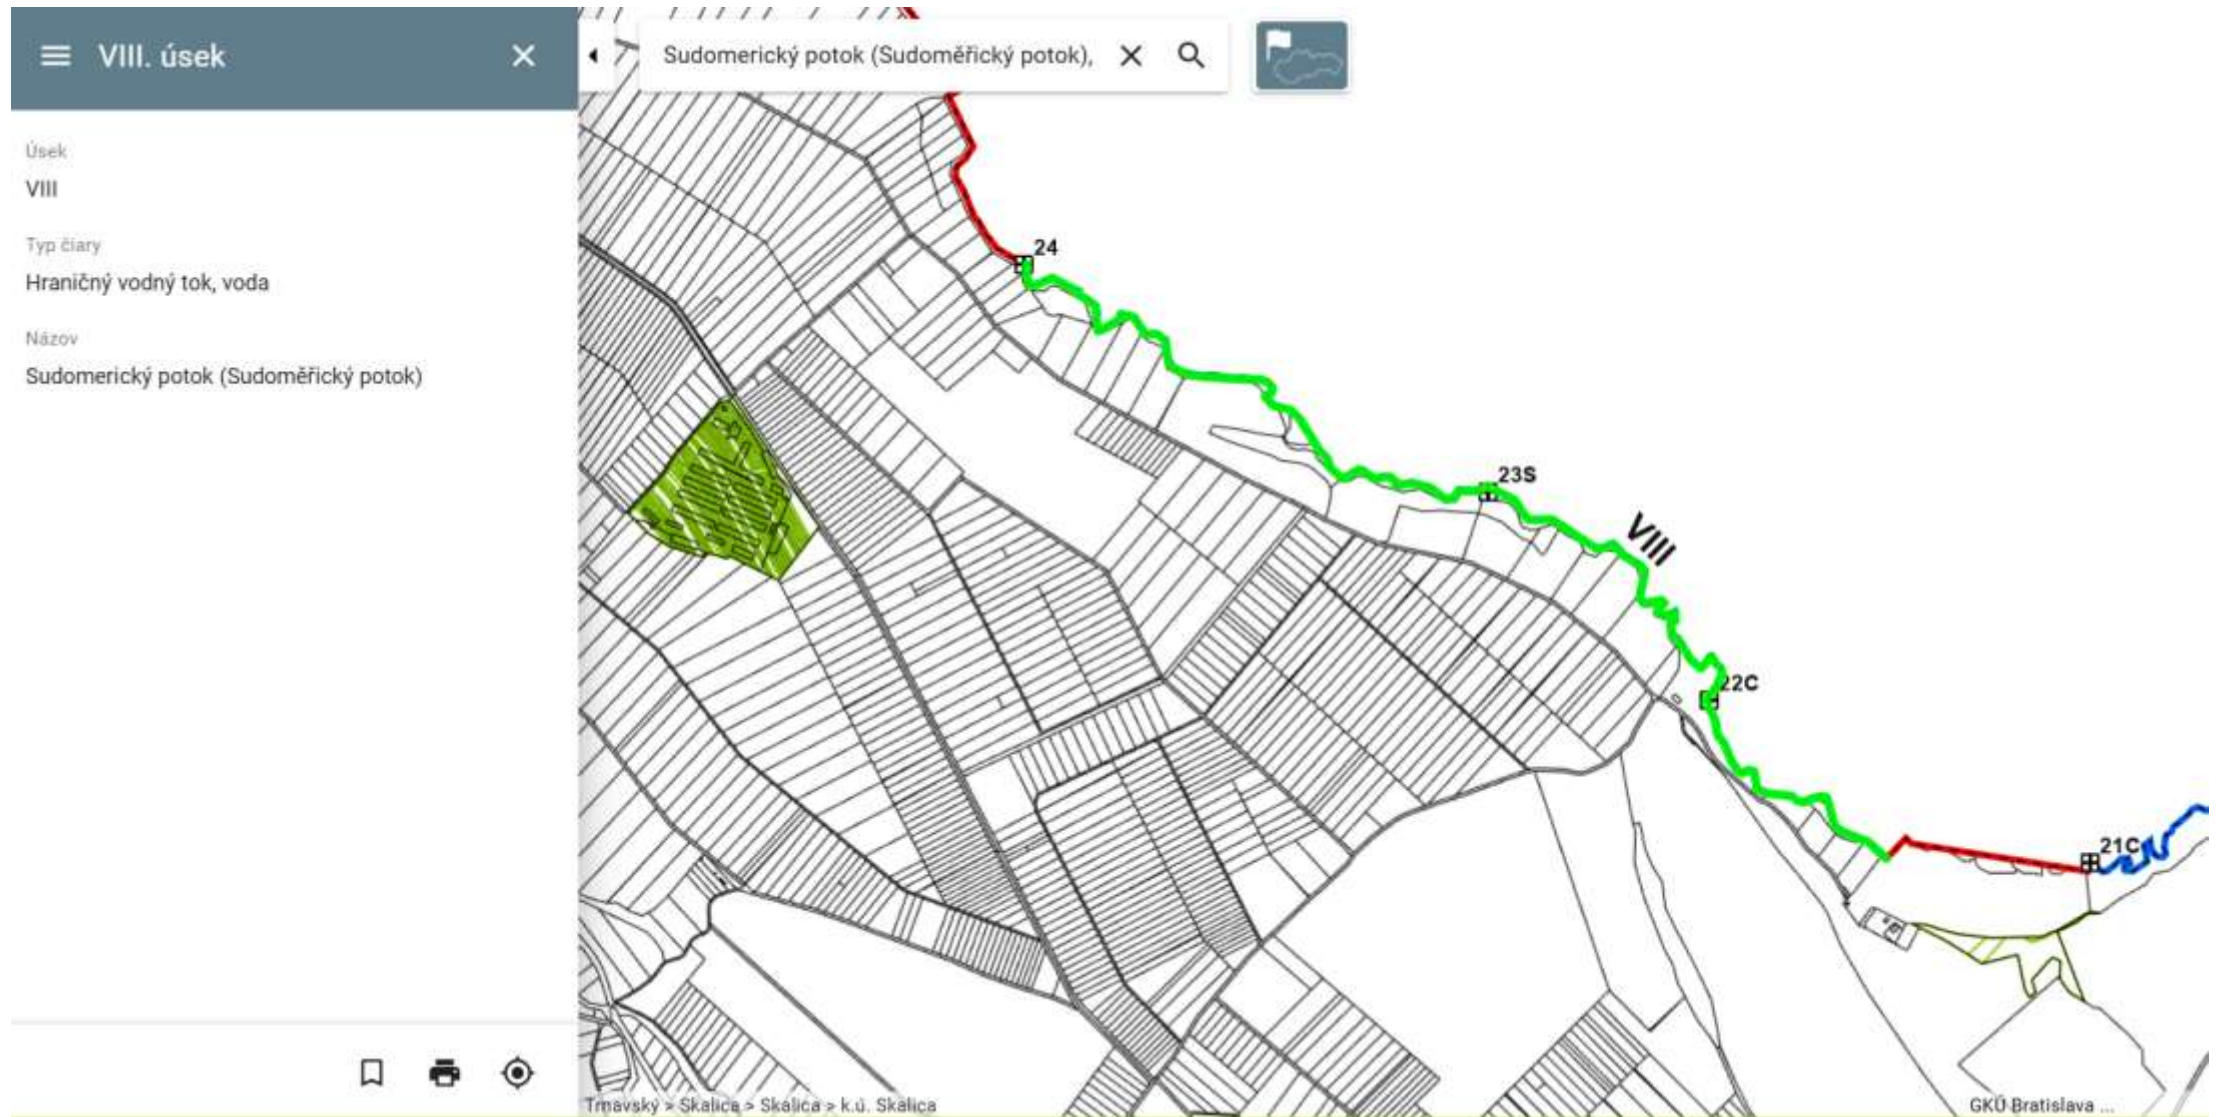 VIII. úsek
Sudomerický potok (Sudoměřický potok),
Úsek
VIII
Typ čiary
Hraničný vodný tok, voda
Názov
Sudomerický potok (Sudoměřický potok)
24
23S
VIII
22C
21C
Trnavský > Skalica > Skalica > k.ú. Skalica
GKÚ Bratislava ...